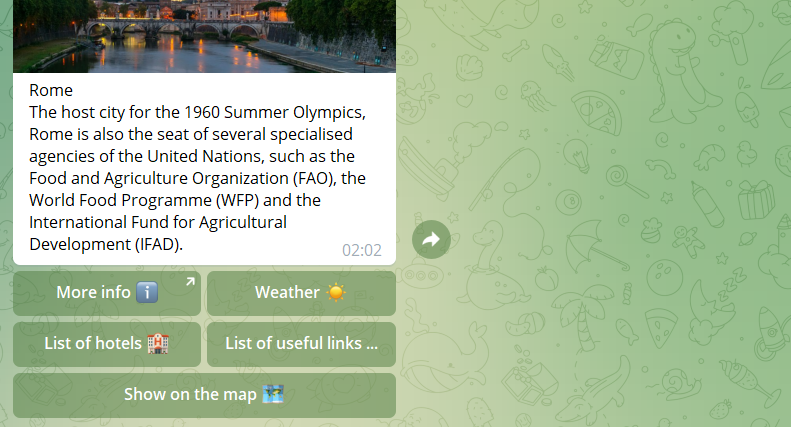 Rome
The host city for the 1960 Summer Olympics,
Rome is also the seat of several specialised
agencies of the United Nations, such as the
Food and Agriculture Organization (FAO), the
World Food Programme (WFP) and the
International Fund for Agricultural
Development (IFAD).
02:02
More info ℹ️
Weather ☀️
List of hotels 🏨
List of useful links ...
Show on the map 🗺️